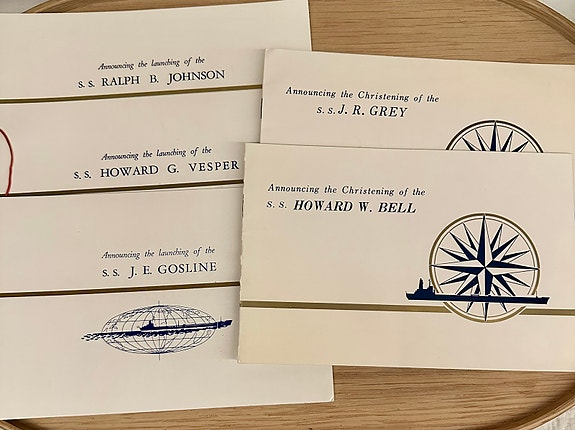 Announcing the launching of the
S.S. RALPH B. JOHNSON
Announcing the launching of the
S.S. HOWARD G. VESPER
Announcing the launching of the
S.S. J. E. GOSLINE
Announcing the Christening of the
S.S. J. R. GREY
Announcing the Christening of the
S.S. HOWARD W. BELL